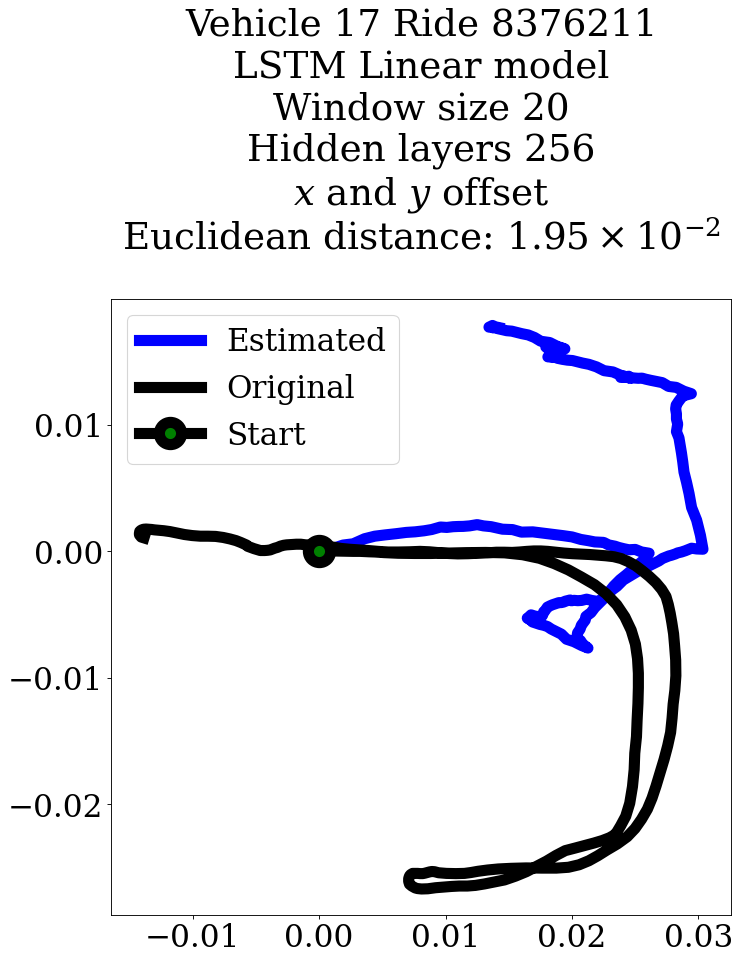 Vehicle 17 Ride 8376211
LSTM Linear model
Window size 20
Hidden layers 256
x and y offset
Euclidean distance: 1.95 × 10⁻²
Estimated
Original
Start
0.01
0.00
−0.01
−0.02
−0.01 0.00 0.01 0.02 0.03